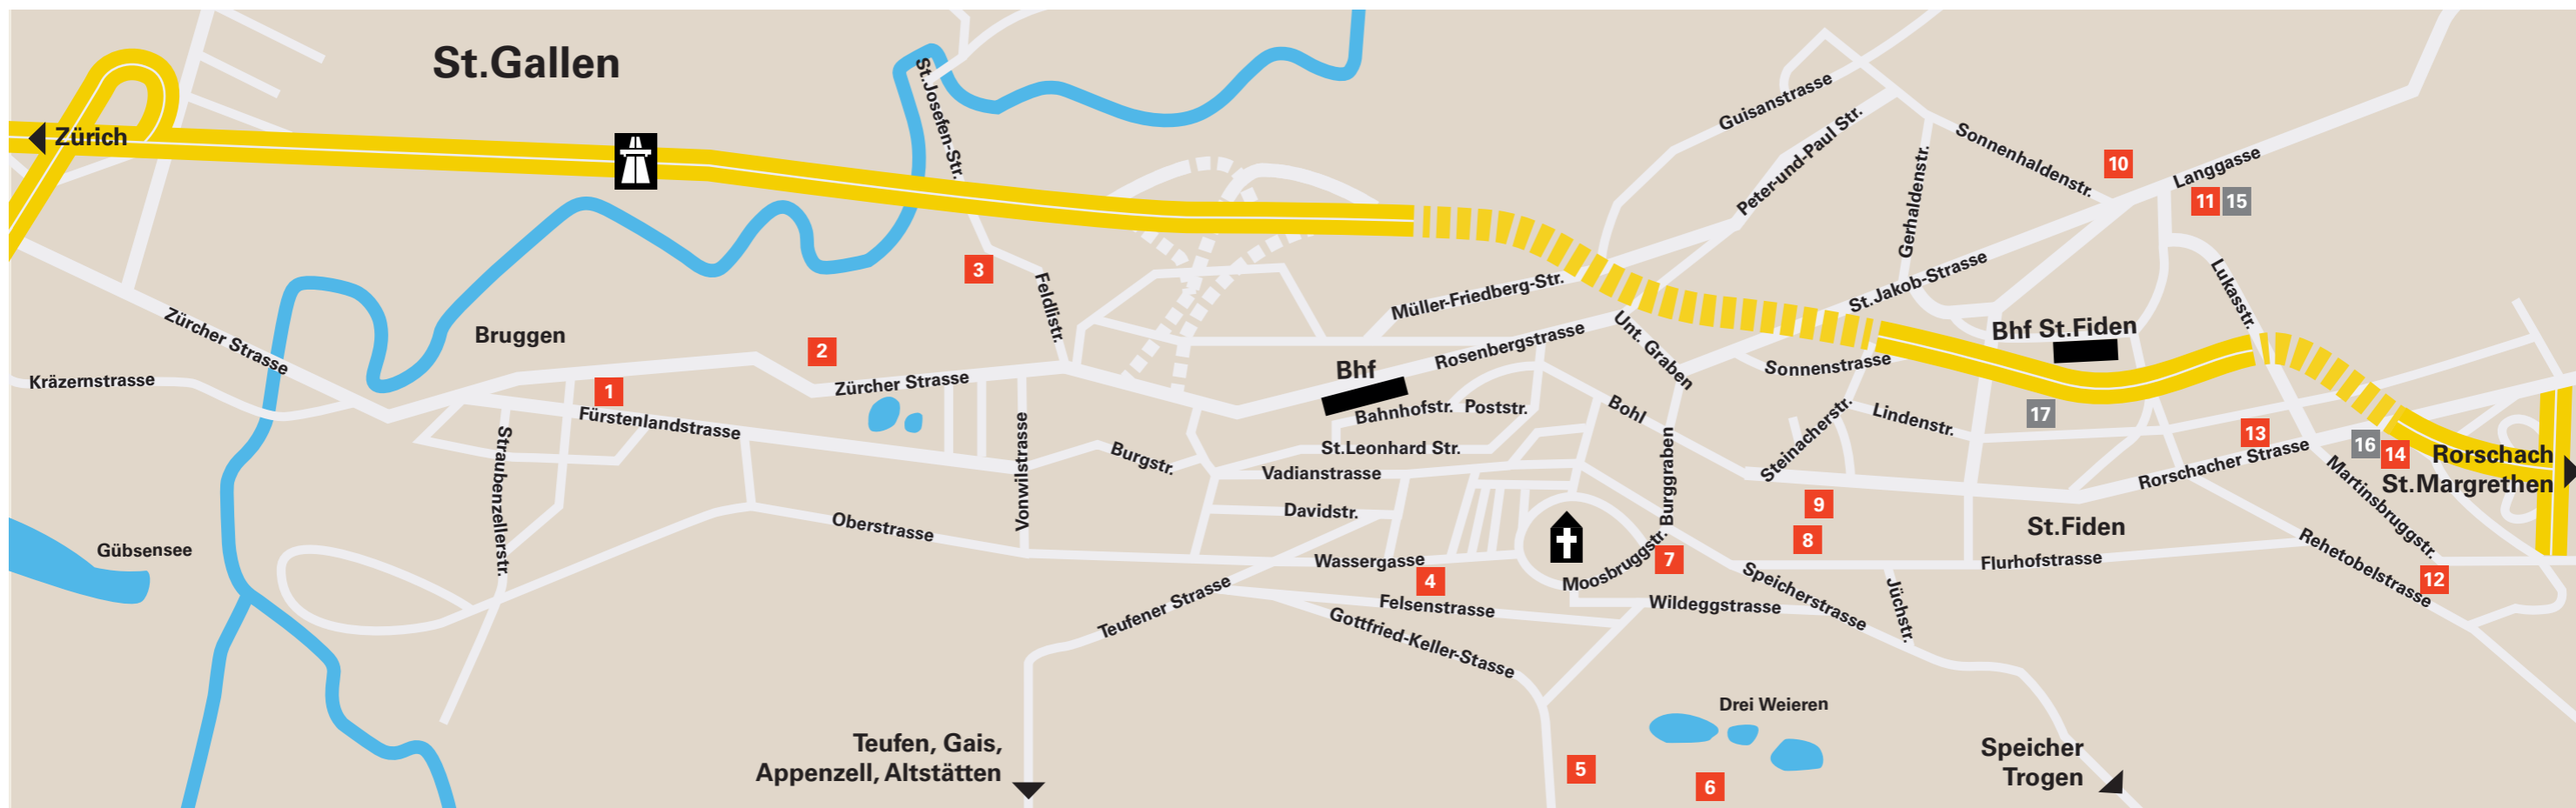 St.Gallen
Zürich
St.Josefen-Str.
Guisanstrasse
Peter-und-Paul Str.
Gerhaldenstr.
Sonnenhaldenstr.
10
Langgasse
11
15
3
Feldlistr.
Müller-Friedberg-Str.
St.Jakob-Strasse
Lukasstr.
Zürcher Strasse
Bruggen
2
Rosenbergstrasse
Unt. Graben
Bhf St.Fiden
Sonnenstrasse
Kräzernstrasse
1
Zürcher Strasse
Bhf
Bahnhofstr.
Poststr.
Bohl
Lindenstr.
17
Fürstenlandstrasse
Straubenzellerstr.
Vonwilstrasse
Burgstr.
St.Leonhard Str.
Vadianstrasse
Burggraben
Steinacherstr.
13
16
14
Rorschacher Strasse
Rorschach
St.Margrethen
Martinsbruggstr.
Davidstr.
9
8
St.Fiden
Oberstrasse
Gübsensee
Wassergasse
4
Moosbruggstr.
7
Flurhofstrasse
Rehetobelstrasse
12
Teufener Strasse
Felsenstrasse
Wildeggstrasse
Speicherstrasse
Jüchstr.
Gottfried-Keller-Stasse
Drei Weieren
Teufen, Gais,
Appenzell, Altstätten
5
6
Speicher
Trogen